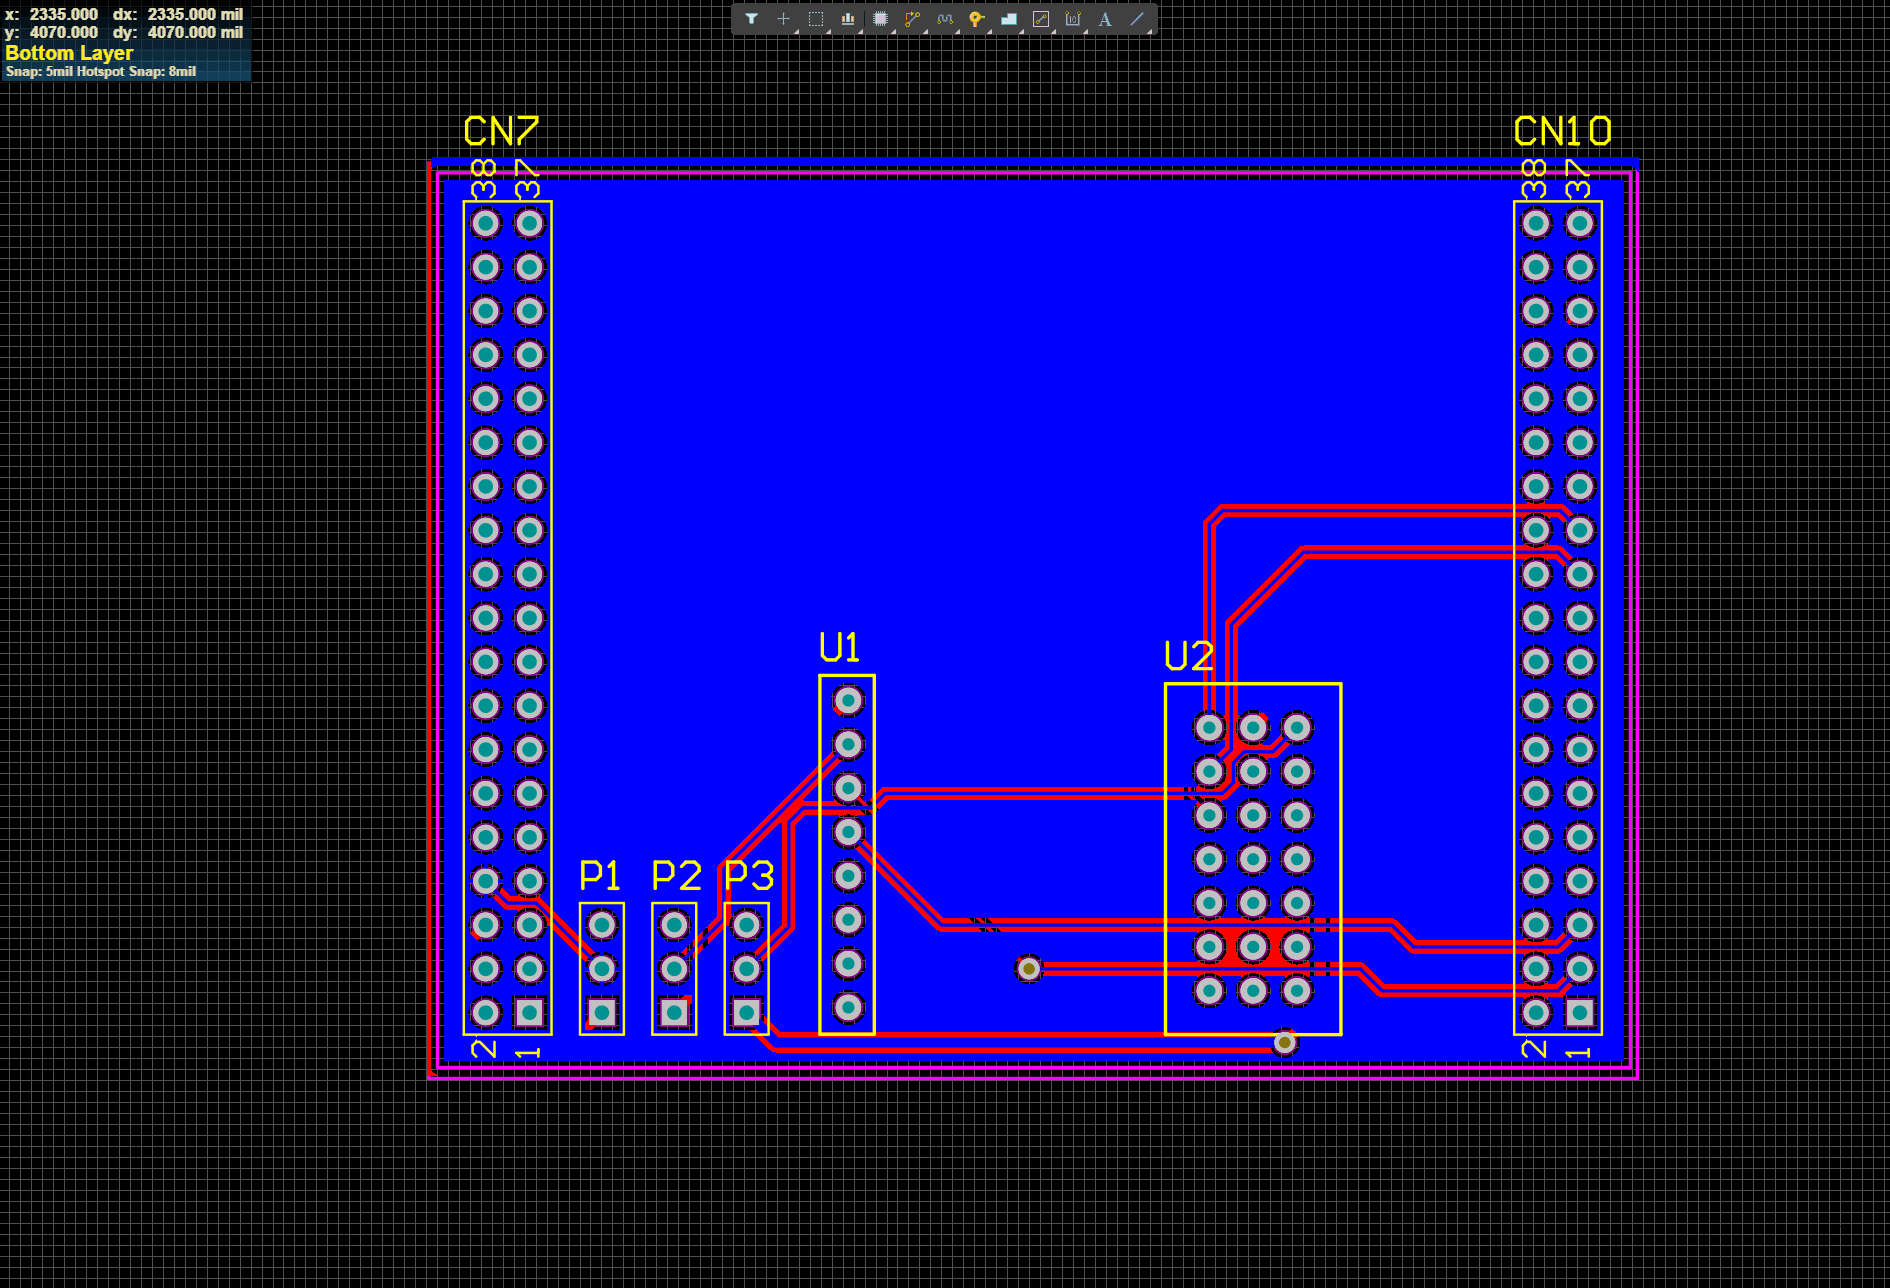 x: 2335.000 dx: 2335.000 mil
y: 4070.000 dy: 4070.000 mil
Bottom Layer
Snap: 5mil Hotspot Snap: 8mil
A
CN7
CN10
38 37
38 37
U1
U2
P1 P2 P3
2 1
2 1